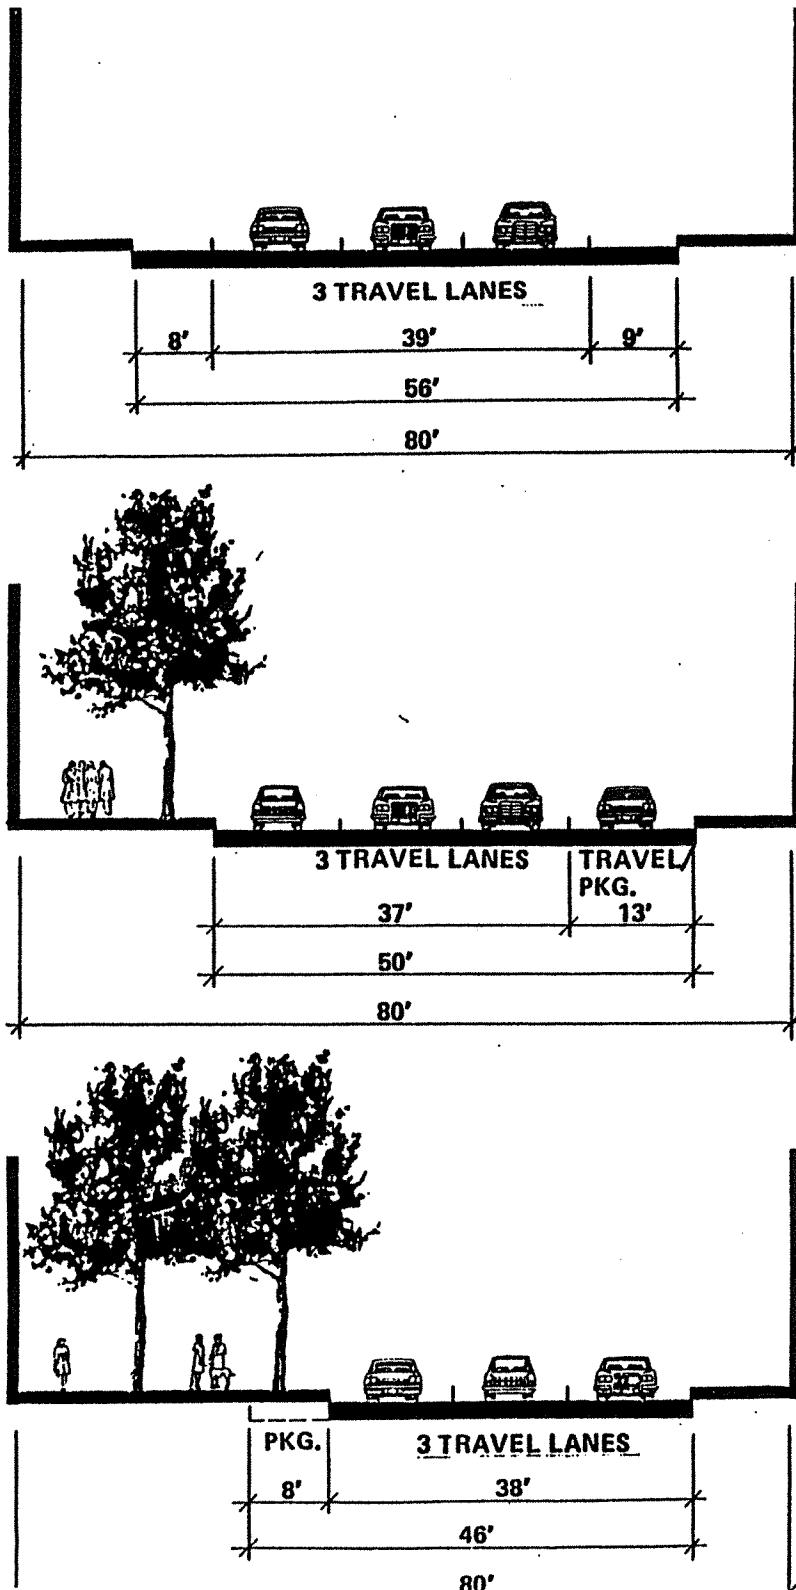 3 TRAVEL LANES
8' 39' 9'
56'
80'
3 TRAVEL LANES TRAVEL/
PKG.
37' 13'
50'
80'
PKG. 3 TRAVEL LANES
8' 38'
46'
80'